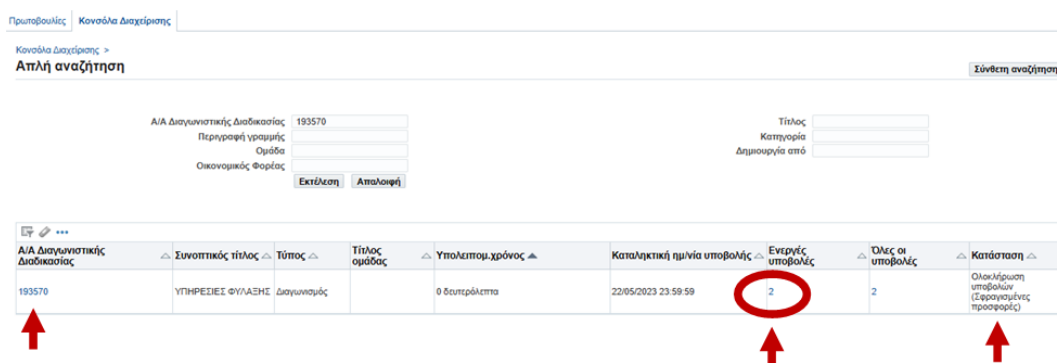 Πρωτοβουλίες Κονσόλα Διαχείρισης
Κονσόλα Διαχείρισης >
Απλή αναζήτηση
Σύνθετη αναζήτηση
Α/Α Διαγωνιστικής Διαδικασίας 193570
Τίτλος
Περιγραφή γραμμής
Κατηγορία
Ομάδα
Δημιουργία από
Οικονομικός Φορέας
Εκτέλεση Απαλοιφή
Α/Α Διαγωνιστικής
Διαδικασίας
Συνοπτικός τίτλος
Τύπος
Τίτλος
ομάδας
Υπολειπομ.χρόνος
Καταληκτική ημ/νία υποβολής
Ενεργές
υποβολές
Όλες οι
υποβολές
Κατάσταση
193570
ΥΠΗΡΕΣΙΕΣ ΦΥΛΑΞΗΣ
Διαγωνισμός
0 δευτερόλεπτα
22/05/2023 23:59:59
2
2
Ολοκλήρωση
υποβολών
(Σφραγισμένες
προσφορές)